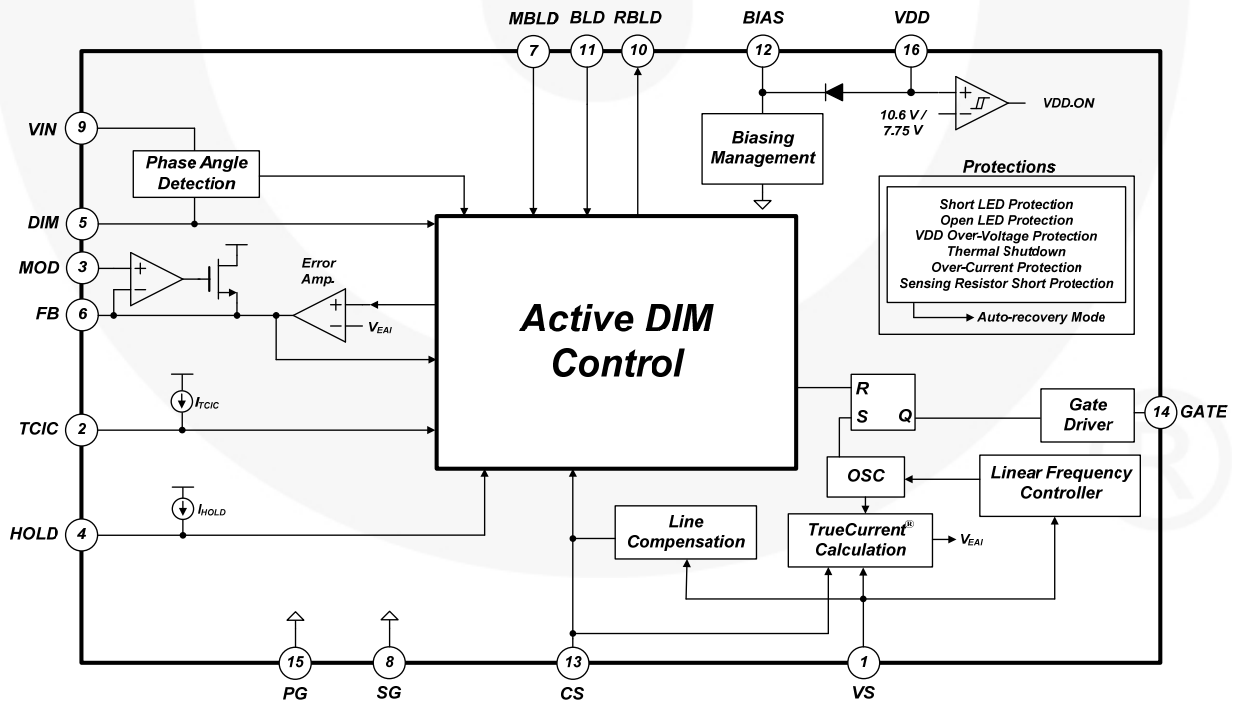 MBLD BLD RBLD BIAS VDD
7 11 10 12 16
VIN 9
Phase Angle
Detection
DIM 5
MOD 3
+
−
FB 6
Error
Amp.
+
−
VEAI
ITCIC
TCIC 2
IHOLD
HOLD 4
Active DIM
Control
Biasing
Management
10.6 V /
7.75 V
+
−
VDD-ON
Protections
Short LED Protection
Open LED Protection
VDD Over-Voltage Protection
Thermal Shutdown
Over-Current Protection
Sensing Resistor Short Protection
Auto-recovery Mode
R
S Q
Gate
Driver
14 GATE
OSC
Linear Frequency
Controller
Line
Compensation
TrueCurrent®
Calculation
VEAI
15 8 13 1
PG SG CS VS
®